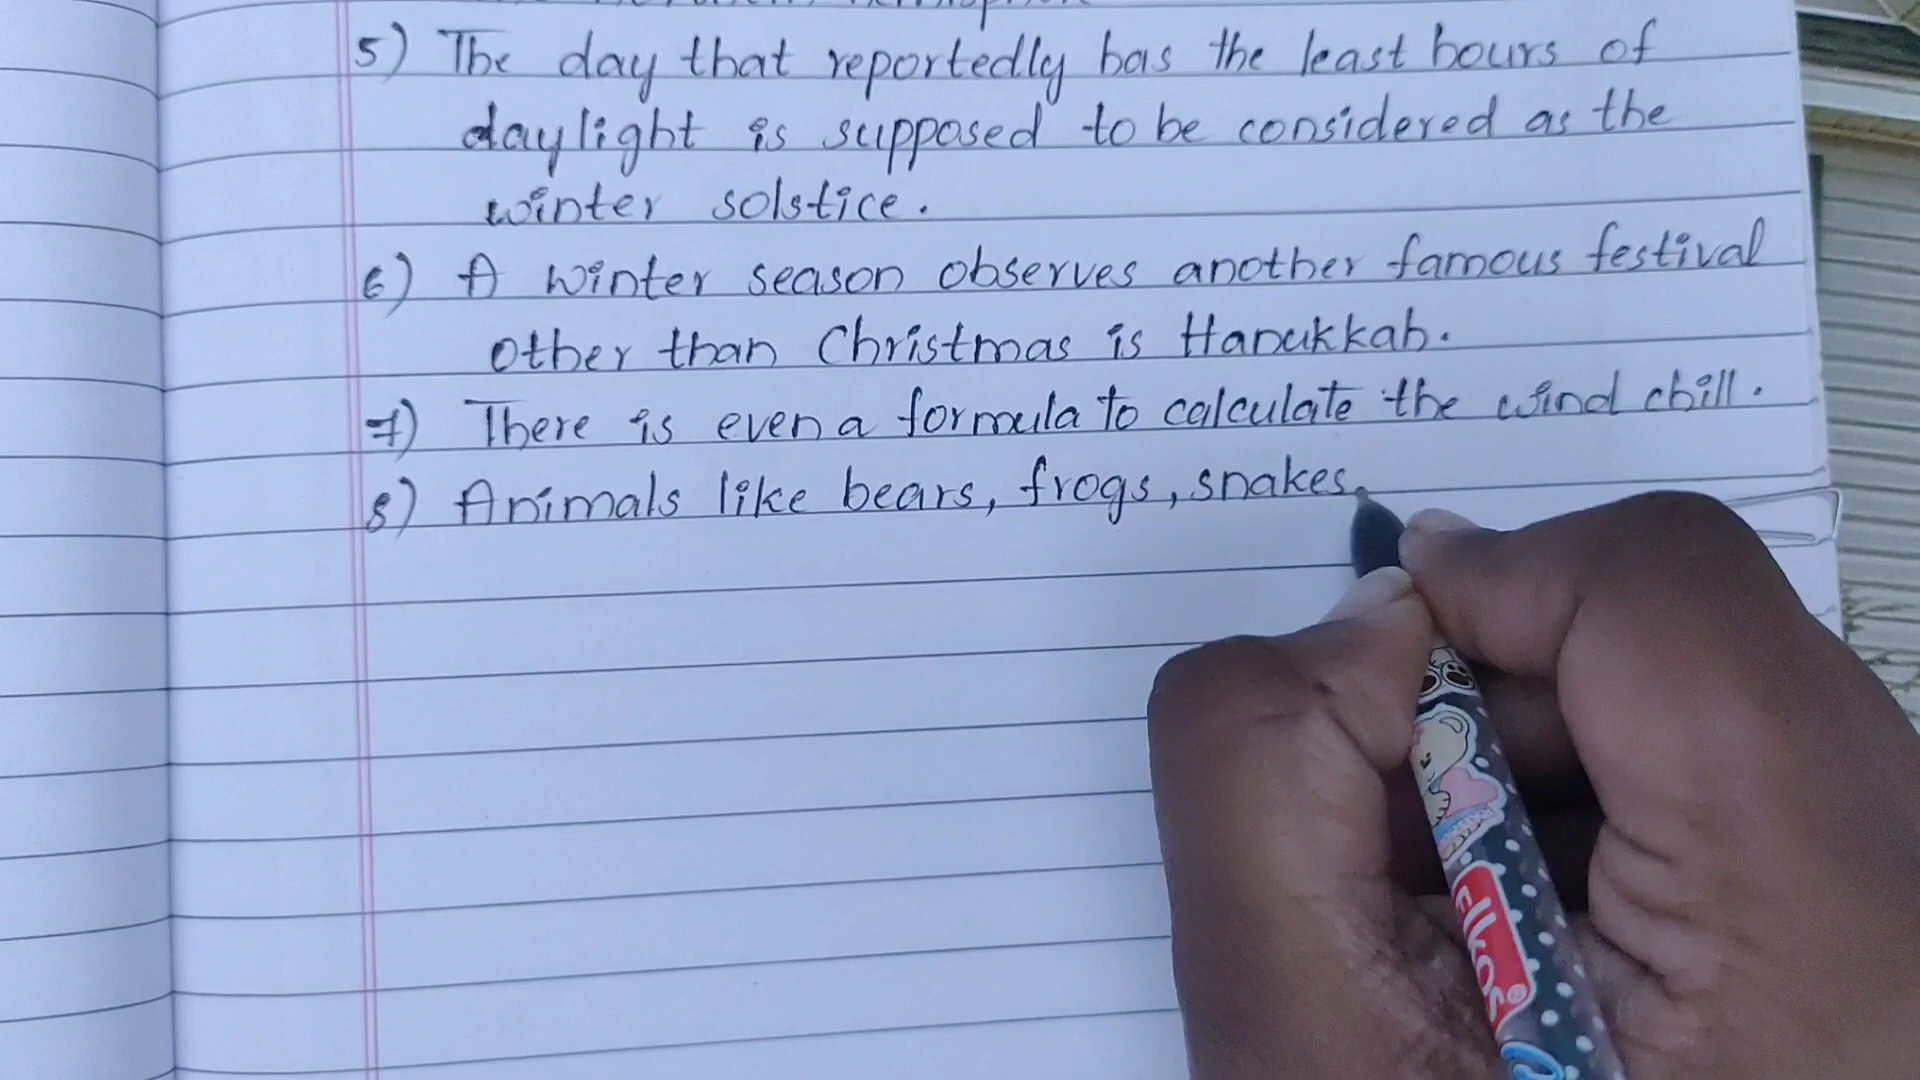 5) The day that reportedly has the least hours of
daylight is supposed to be considered as the
winter solstice.
6) A winter season observes another famous festival
other than Christmas is Hanukkah.
7) There is even a formula to calculate the wind chill.
8) Animals like bears, frogs, snakes,
elkos